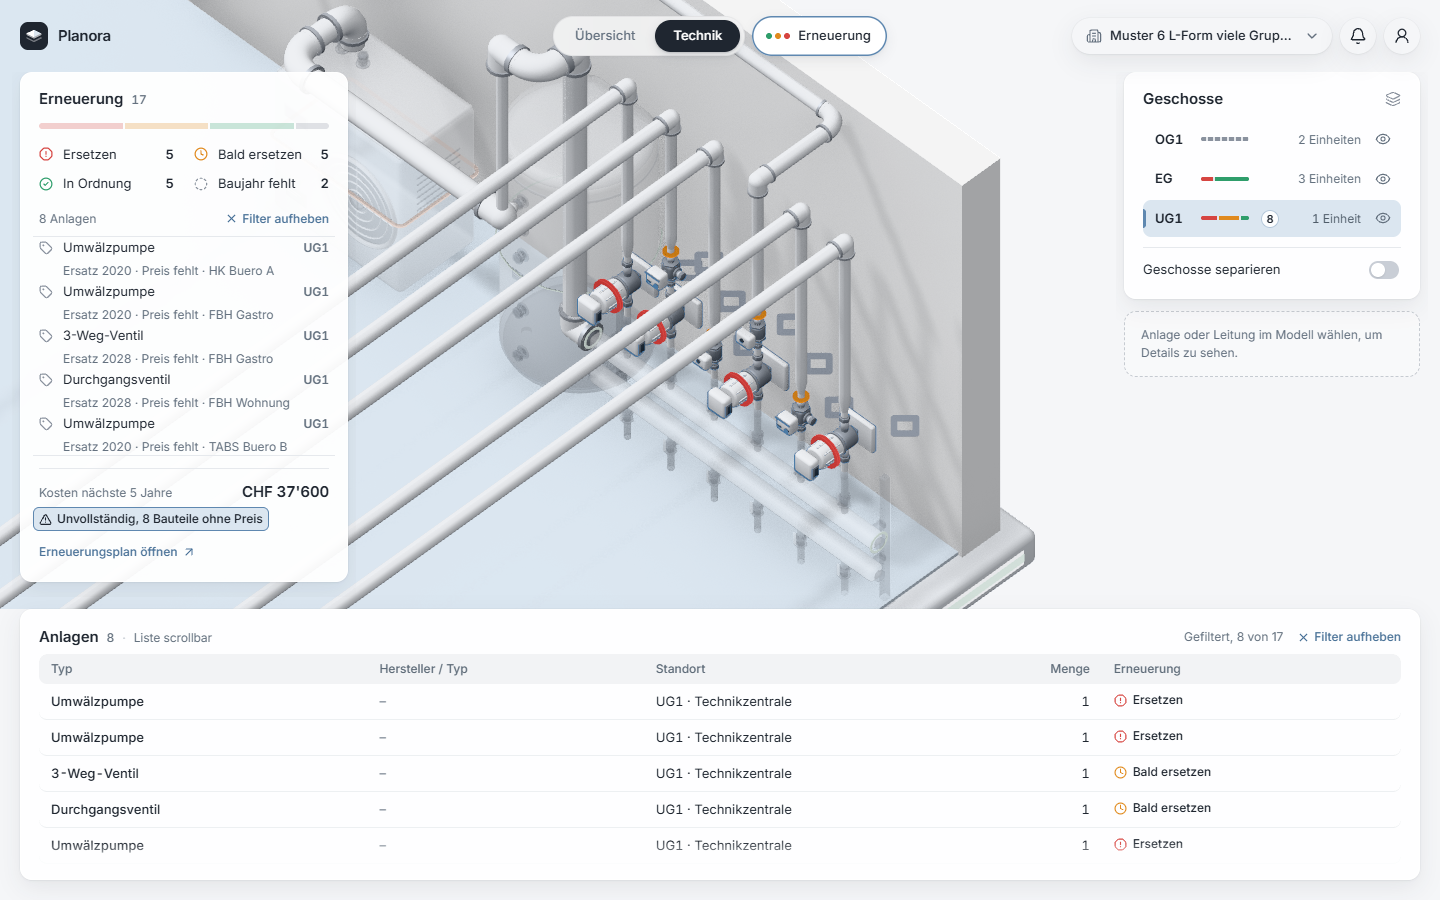 Planora
Übersicht
Technik
Erneuerung
Muster 6 L-Form viele Grup...
Erneuerung 17
Ersetzen 5
Bald ersetzen 5
In Ordnung 5
Baujahr fehlt 2
8 Anlagen
Filter aufheben
Umwälzpumpe UG1
Ersatz 2020 · Preis fehlt · HK Buero A
Umwälzpumpe UG1
Ersatz 2020 · Preis fehlt · FBH Gastro
3-Weg-Ventil UG1
Ersatz 2028 · Preis fehlt · FBH Gastro
Durchgangsventil UG1
Ersatz 2028 · Preis fehlt · FBH Wohnung
Umwälzpumpe UG1
Ersatz 2020 · Preis fehlt · TABS Buero B
Kosten nächste 5 Jahre CHF 37'600
Unvollständig, 8 Bauteile ohne Preis
Erneuerungsplan öffnen
Geschosse
OG1 2 Einheiten
EG 3 Einheiten
UG1 8 1 Einheit
Geschosse separieren
Anlage oder Leitung im Modell wählen, um
Details zu sehen.
Anlagen 8 · Liste scrollbar
Gefiltert, 8 von 17
Filter aufheben
Typ Hersteller / Typ Standort Menge Erneuerung
Umwälzpumpe – UG1 · Technikzentrale 1 Ersetzen
Umwälzpumpe – UG1 · Technikzentrale 1 Ersetzen
3-Weg-Ventil – UG1 · Technikzentrale 1 Bald ersetzen
Durchgangsventil – UG1 · Technikzentrale 1 Bald ersetzen
Umwälzpumpe – UG1 · Technikzentrale 1 Ersetzen